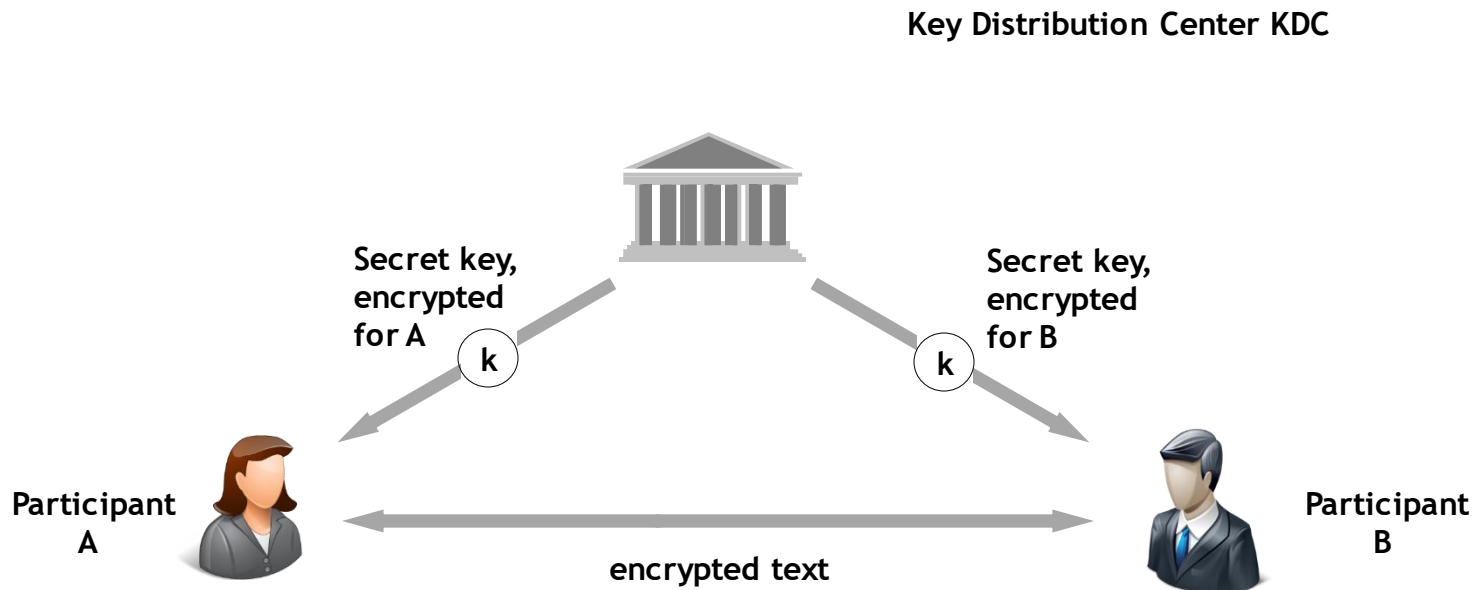 Key Distribution Center KDC
Secret key,
encrypted
for A
k
Secret key,
encrypted
for B
k
Participant
A
encrypted text
Participant
B